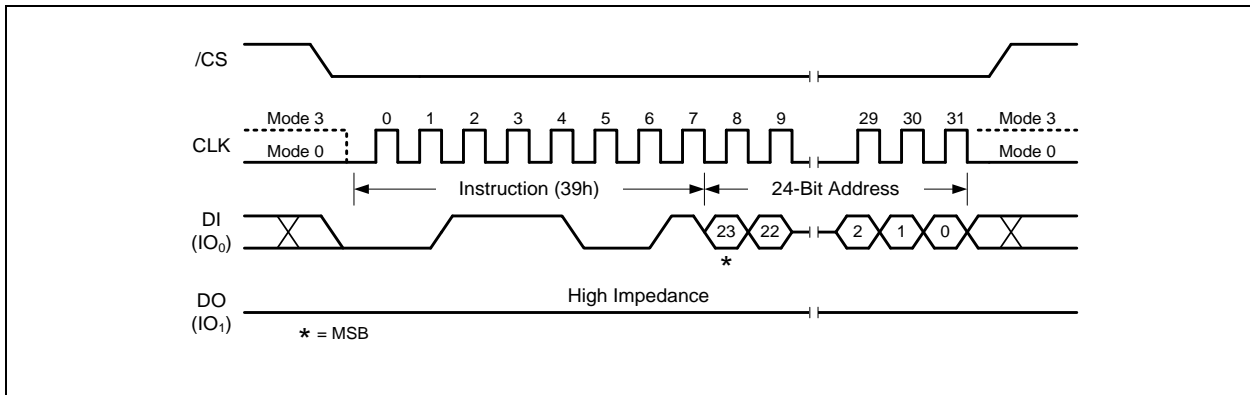 /CS
Mode 3 0 1 2 3 4 5 6 7 8 9 29 30 31 Mode 3
CLK
Mode 0 Mode 0
Instruction (39h) 24-Bit Address
DI
(IO₀)
23 22 2 1 0
*
High Impedance
DO
(IO₁)
* = MSB